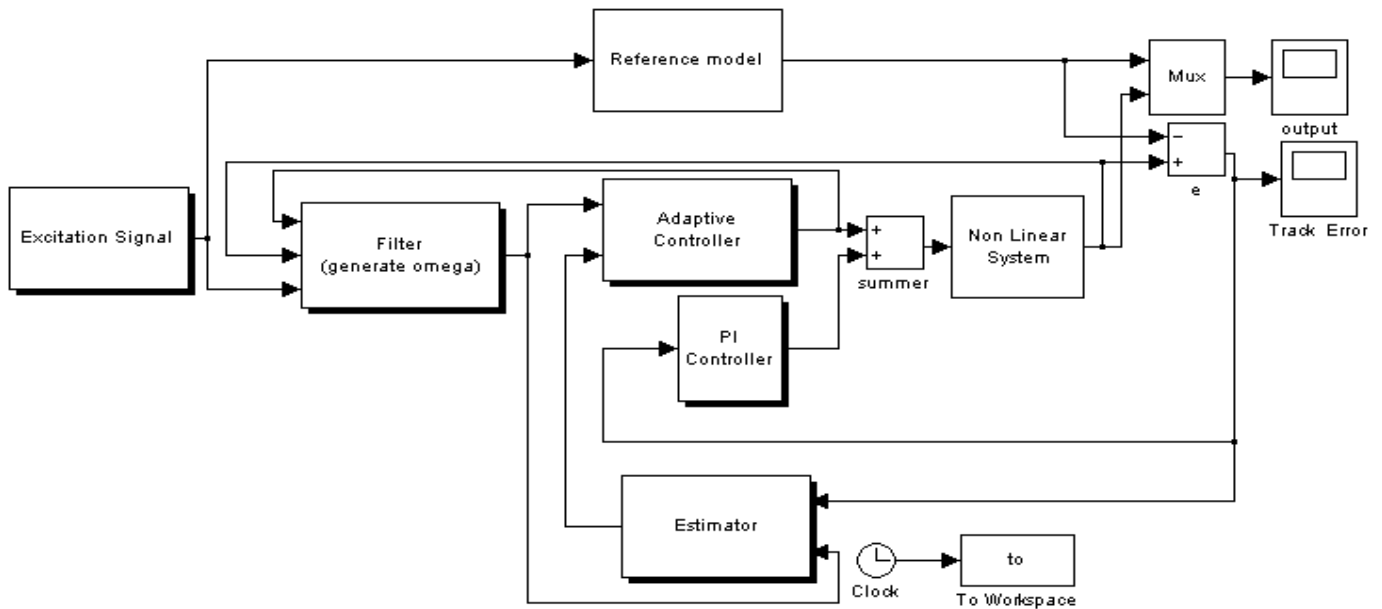 Reference model
Mux
output
−
+
e
Track Error
Excitation Signal
Filter
(generate omega)
Adaptive
Controller
+
+
summer
Non Linear
System
PI
Controller
Estimator
Clock
to
To Workspace